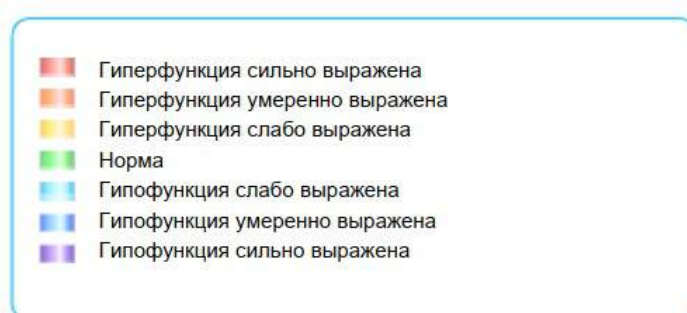 Гиперфункция сильно выражена
Гиперфункция умеренно выражена
Гиперфункция слабо выражена
Норма
Гипофункция слабо выражена
Гипофункция умеренно выражена
Гипофункция сильно выражена